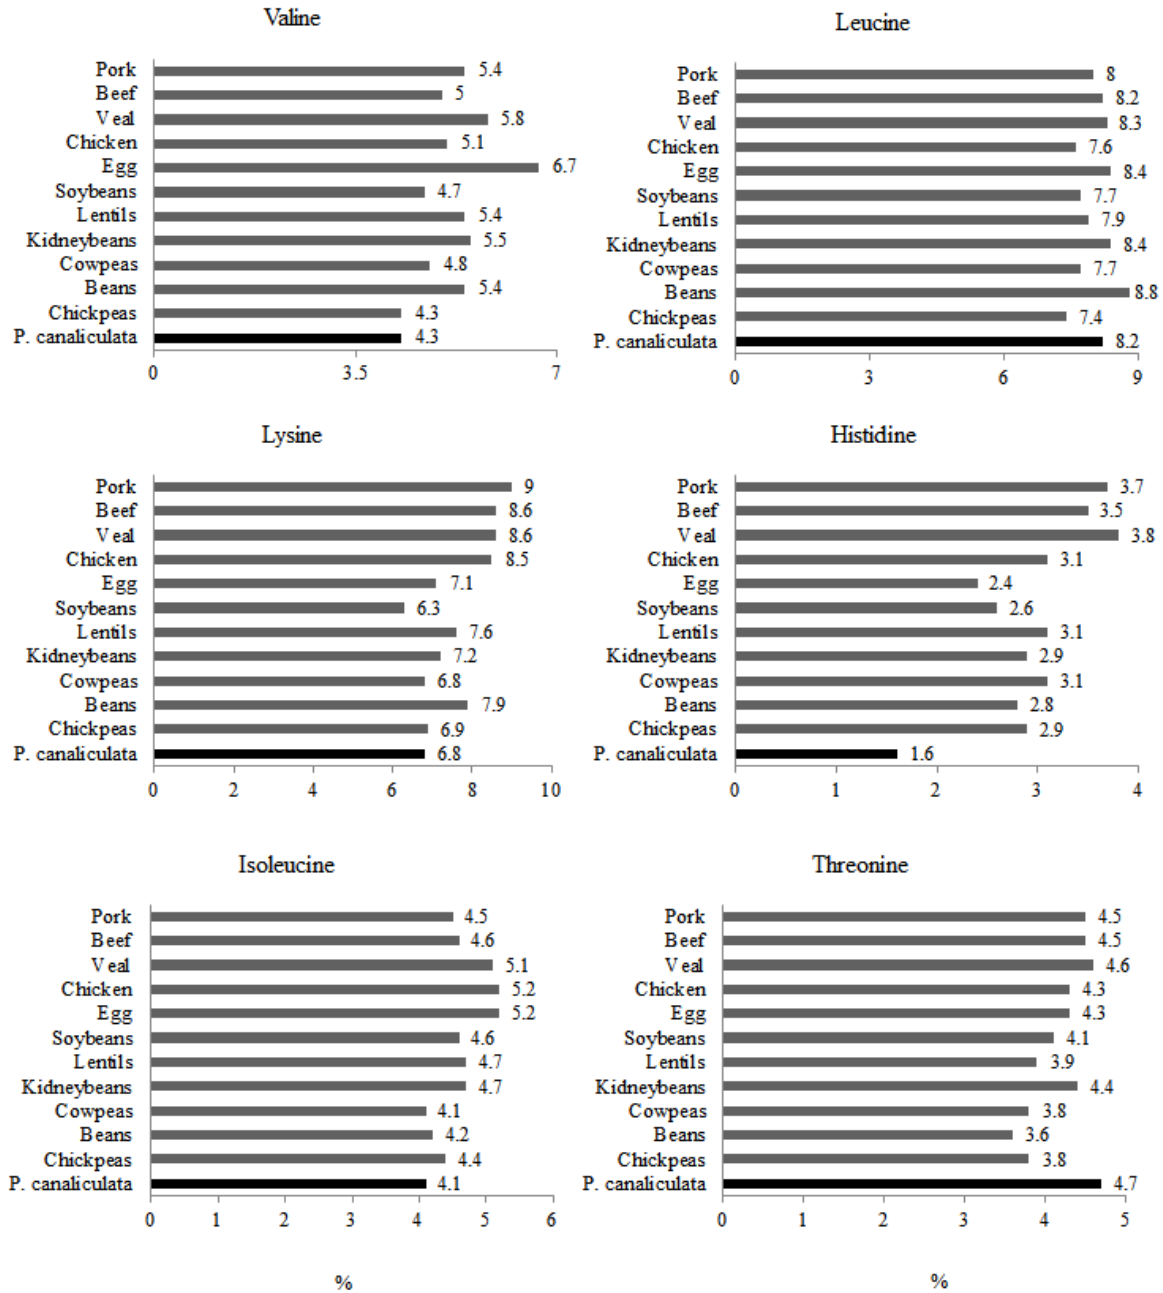 Valine
Pork 5.4
Beef 5
Veal 5.8
Chicken 5.1
Egg 6.7
Soybeans 4.7
Lentils 5.4
Kidneybeans 5.5
Cowpeas 4.8
Beans 5.4
Chickpeas 4.3
P. canaliculata 4.3
0 3.5 7
Leucine
Pork 8
Beef 8.2
Veal 8.3
Chicken 7.6
Egg 8.4
Soybeans 7.7
Lentils 7.9
Kidneybeans 8.4
Cowpeas 7.7
Beans 8.8
Chickpeas 7.4
P. canaliculata 8.2
0 3 6 9
Lysine
Pork 9
Beef 8.6
Veal 8.6
Chicken 8.5
Egg 7.1
Soybeans 6.3
Lentils 7.6
Kidneybeans 7.2
Cowpeas 6.8
Beans 7.9
Chickpeas 6.9
P. canaliculata 6.8
0 2 4 6 8 10
Histidine
Pork 3.7
Beef 3.5
Veal 3.8
Chicken 3.1
Egg 2.4
Soybeans 2.6
Lentils 3.1
Kidneybeans 2.9
Cowpeas 3.1
Beans 2.8
Chickpeas 2.9
P. canaliculata 1.6
0 1 2 3 4
Isoleucine
Pork 4.5
Beef 4.6
Veal 5.1
Chicken 5.2
Egg 5.2
Soybeans 4.6
Lentils 4.7
Kidneybeans 4.7
Cowpeas 4.1
Beans 4.2
Chickpeas 4.4
P. canaliculata 4.1
0 1 2 3 4 5 6
%
Threonine
Pork 4.5
Beef 4.5
Veal 4.6
Chicken 4.3
Egg 4.3
Soybeans 4.1
Lentils 3.9
Kidneybeans 4.4
Cowpeas 3.8
Beans 3.6
Chickpeas 3.8
P. canaliculata 4.7
0 1 2 3 4 5
%